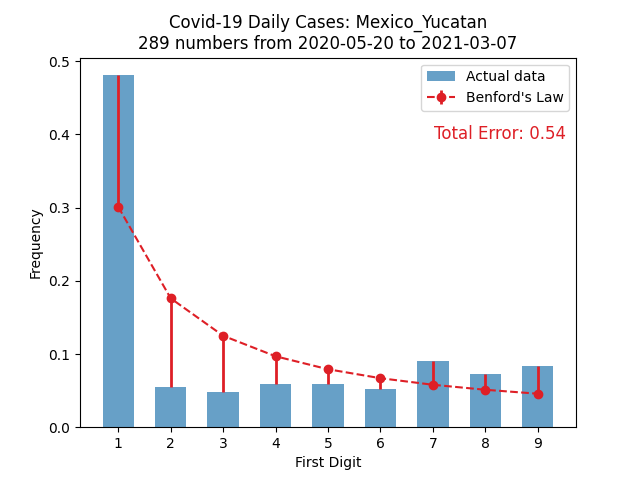 Covid-19 Daily Cases: Mexico_Yucatan
289 numbers from 2020-05-20 to 2021-03-07
Actual data
Benford's Law
Total Error: 0.54
Frequency
0.5
0.4
0.3
0.2
0.1
0.0
1 2 3 4 5 6 7 8 9
First Digit